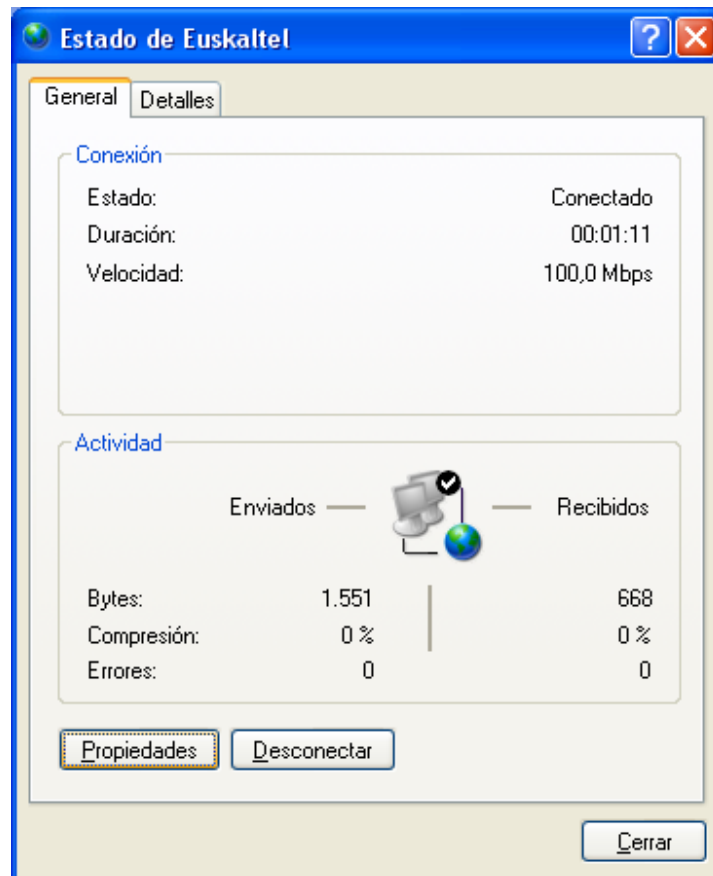 Estado de Euskaltel
General Detalles
Conexión
Estado: Conectado
Duración: 00:01:11
Velocidad: 100,0 Mbps
Actividad
Enviados Recibidos
Bytes: 1.551 668
Compresión: 0 % 0 %
Errores: 0 0
Propiedades Desconectar
Cerrar